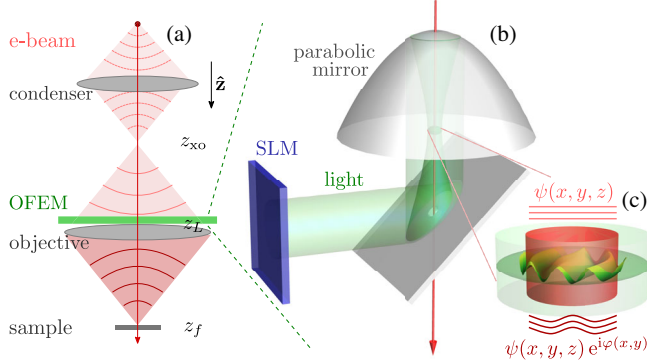 (a)
e-beam
condenser
ẑ
z_xo
OFEM
z_L
objective
sample
z_f
(b)
parabolic
mirror
SLM
light
(c)
ψ(x, y, z)
ψ(x, y, z) e^{iφ(x,y)}